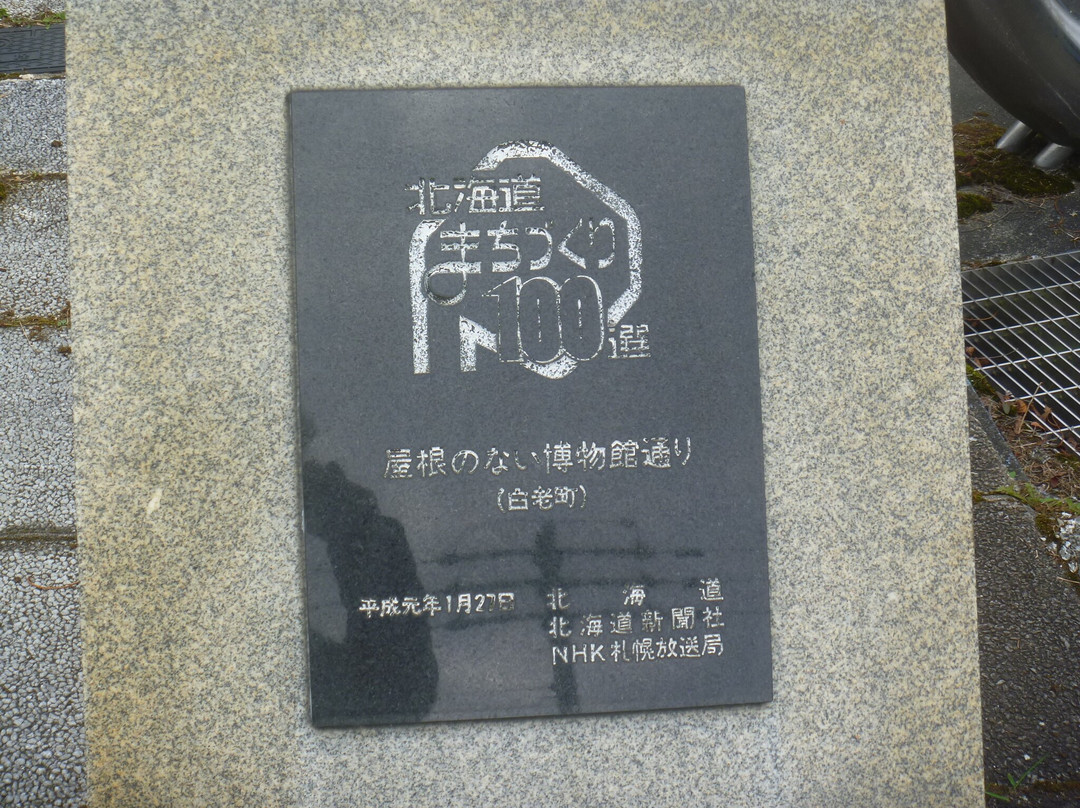 北海道
まちづくり
100選
屋根のない博物館通り
(白老町)
平成元年1月27日
北海道
北海道新聞社
NHK札幌放送局